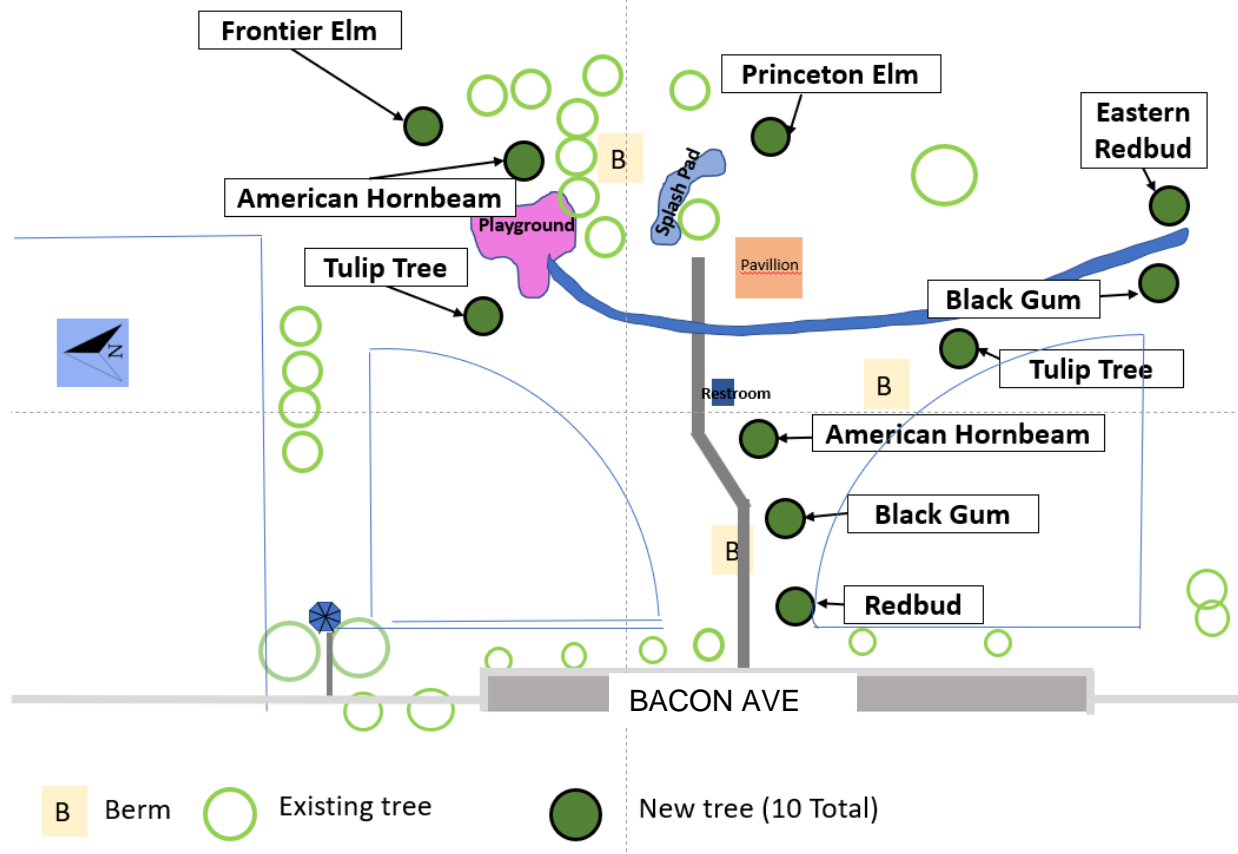 Frontier Elm
Princeton Elm
Eastern
Redbud
B
American Hornbeam
Splash Pad
Playground
Tulip Tree
Pavillion
Black Gum
N
Tulip Tree
B
Restroom
American Hornbeam
Black Gum
B
Redbud
BACON AVE
B Berm
Existing tree
New tree (10 Total)